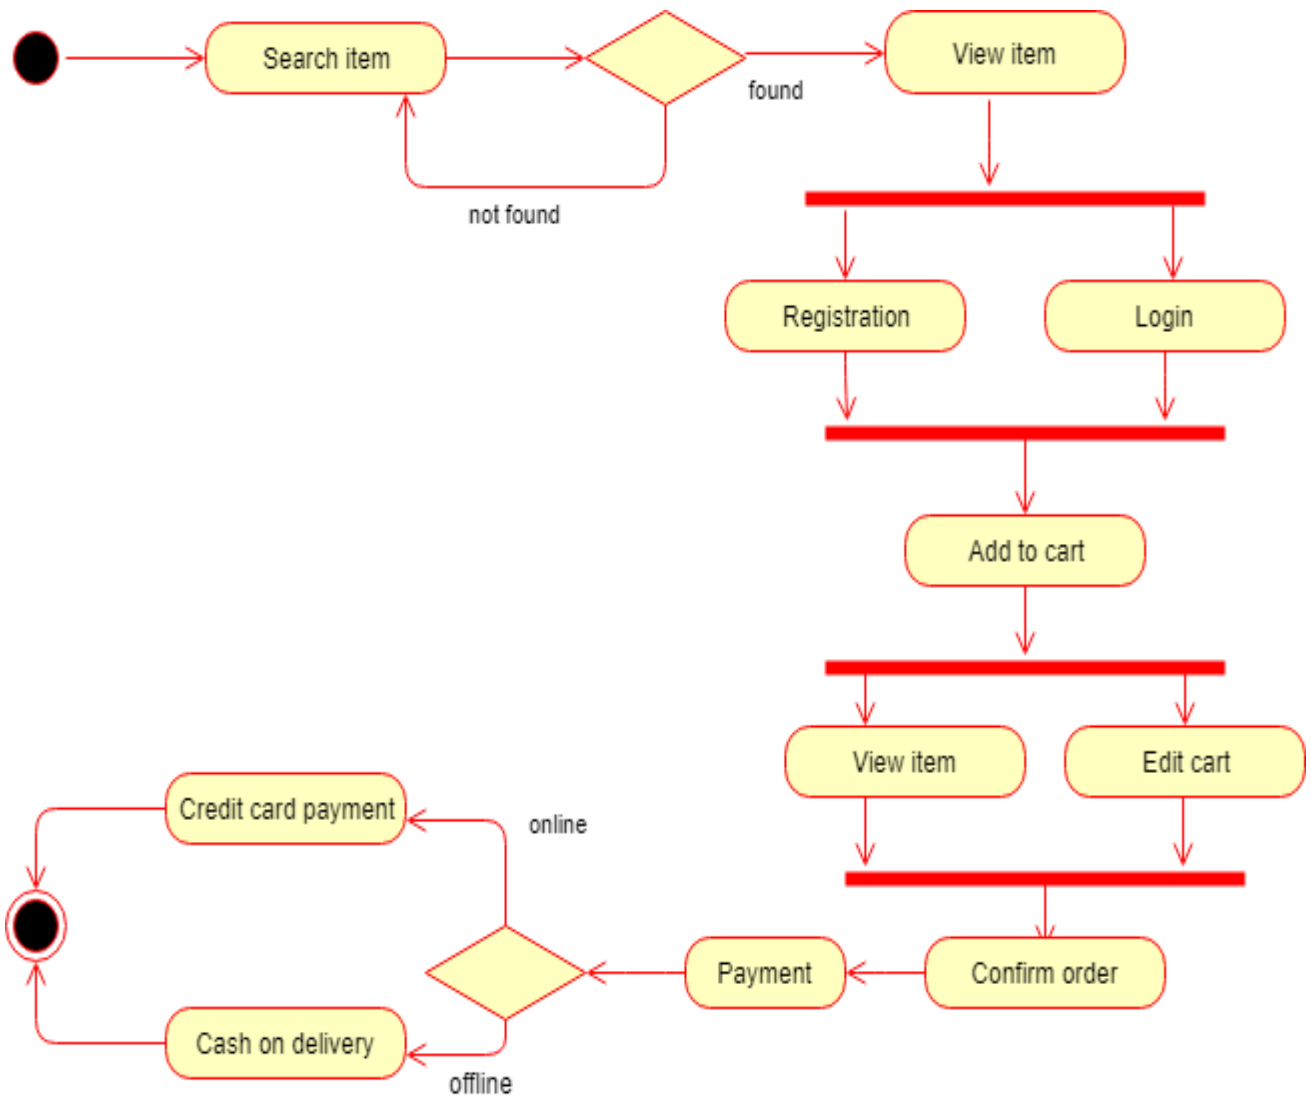 Search item
View item
found
not found
Registration
Login
Add to cart
View item
Edit cart
Credit card payment
online
Payment
Confirm order
Cash on delivery
offline